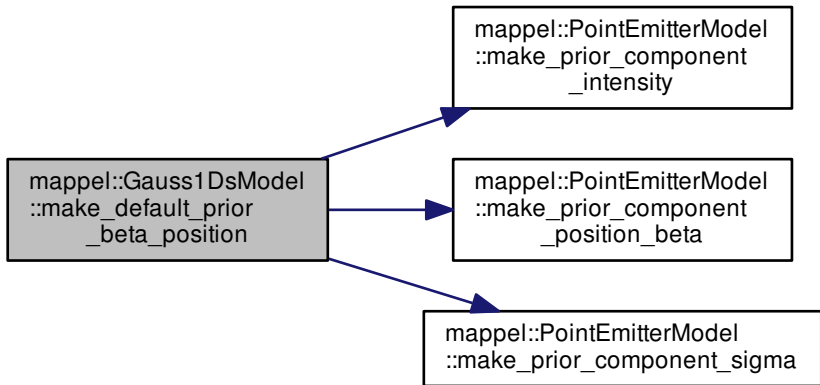 mappel::PointEmitterModel
::make_prior_component
_intensity
mappel::Gauss1DsModel
::make_default_prior
_beta_position
mappel::PointEmitterModel
::make_prior_component
_position_beta
mappel::PointEmitterModel
::make_prior_component_sigma